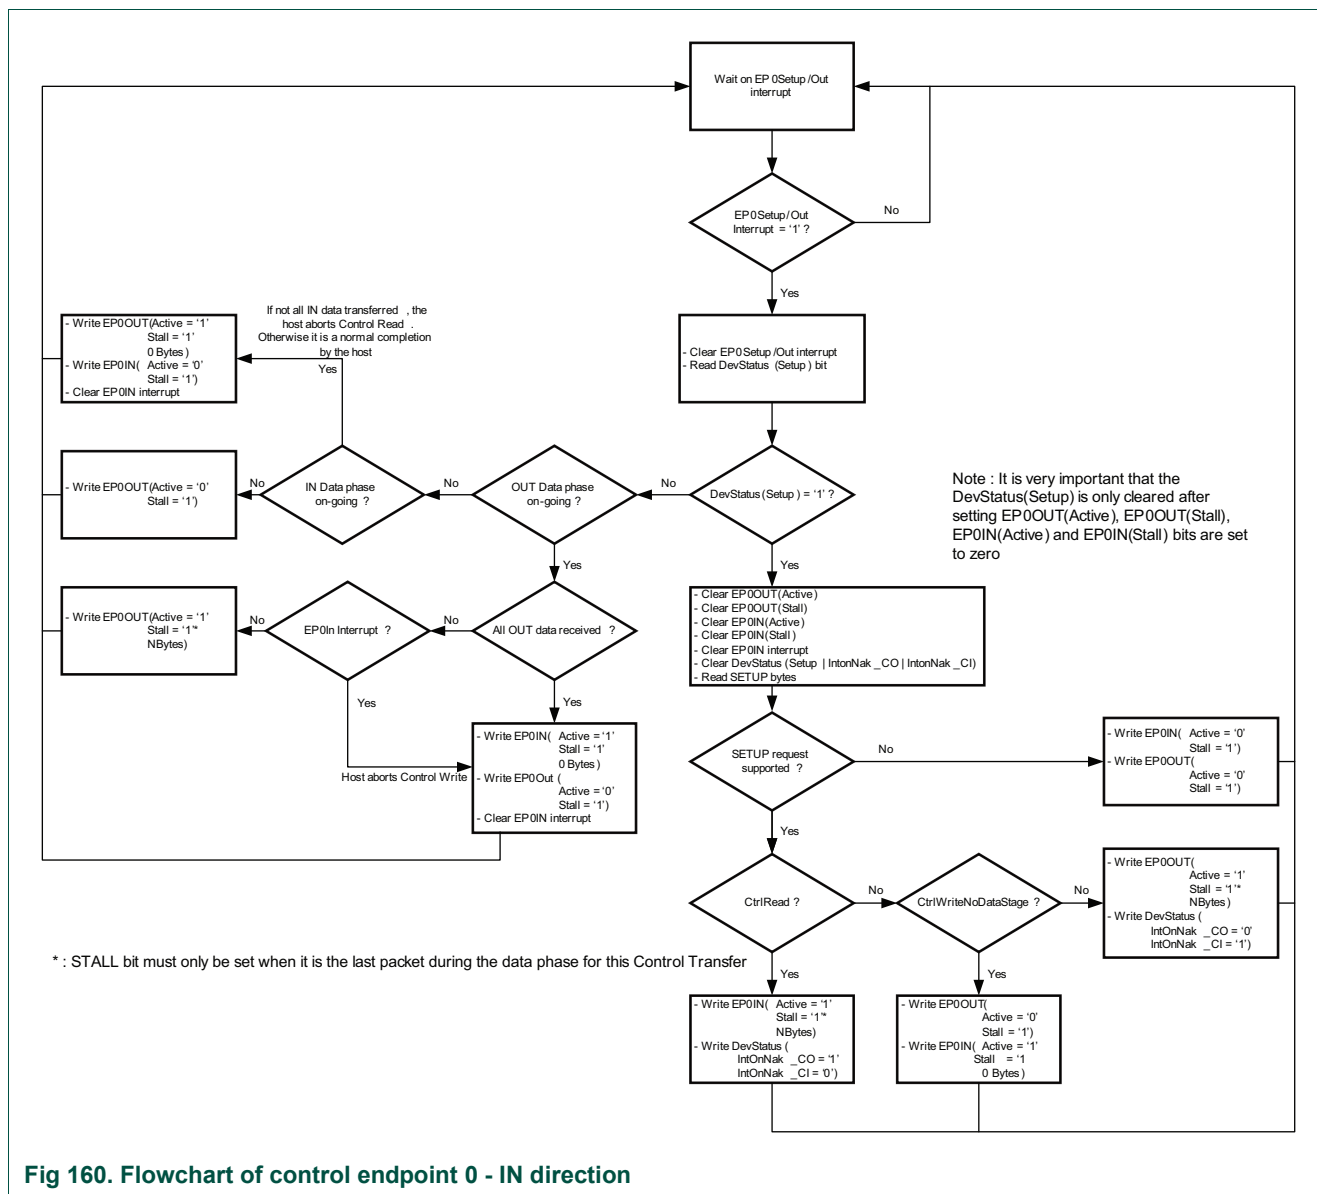 Wait on EP 0Setup /Out
interrupt
EP0Setup/Out
Interrupt = '1' ?
No
Yes
If not all IN data transferred , the
host aborts Control Read .
Otherwise it is a normal completion
by the host
Yes
- Write EP0OUT(Active = '1'
Stall = '1'
0 Bytes)
- Write EP0IN( Active = '0'
Stall = '1')
- Clear EP0IN interrupt
- Clear EP0Setup /Out interrupt
- Read DevStatus (Setup ) bit
- Write EP0OUT(Active = '0'
Stall = '1')
No
IN Data phase
on-going ?
No
OUT Data phase
on-going ?
No
DevStatus (Setup ) = '1' ?
Note : It is very important that the
DevStatus(Setup) is only cleared after
setting EP0OUT(Active), EP0OUT(Stall),
EP0IN(Active) and EP0IN(Stall) bits are set
to zero
Yes
Yes
- Write EP0OUT(Active = '1'
Stall = '1'*
NBytes)
No
EP0In Interrupt ?
No
All OUT data received ?
- Clear EP0OUT(Active)
- Clear EP0OUT(Stall)
- Clear EP0IN(Active)
- Clear EP0IN(Stall)
- Clear EP0IN interrupt
- Clear DevStatus (Setup | IntonNak _CO | IntonNak _CI)
- Read SETUP bytes
Yes
Yes
Host aborts Control Write
- Write EP0IN( Active = '1'
Stall = '1'
0 Bytes)
- Write EP0Out (
Active = '0'
Stall = '1')
- Clear EP0IN interrupt
SETUP request
supported ?
No
- Write EP0IN( Active = '0'
Stall = '1')
- Write EP0OUT(
Active = '0'
Stall = '1')
Yes
CtrlRead ?
No
CtrlWriteNoDataStage ?
No
- Write EP0OUT(
Active = '1'
Stall = '1'*
NBytes)
- Write DevStatus (
IntOnNak _CO = '0'
IntOnNak _CI = '1')
* : STALL bit must only be set when it is the last packet during the data phase for this Control Transfer
Yes
Yes
- Write EP0IN( Active = '1'
Stall = '1'*
NBytes)
- Write DevStatus (
IntOnNak _CO = '1'
IntOnNak _CI = '0')
- Write EP0OUT(
Active = '0'
Stall = '1')
- Write EP0IN( Active = '1'
Stall = '1
0 Bytes)
Fig 160. Flowchart of control endpoint 0 - IN direction